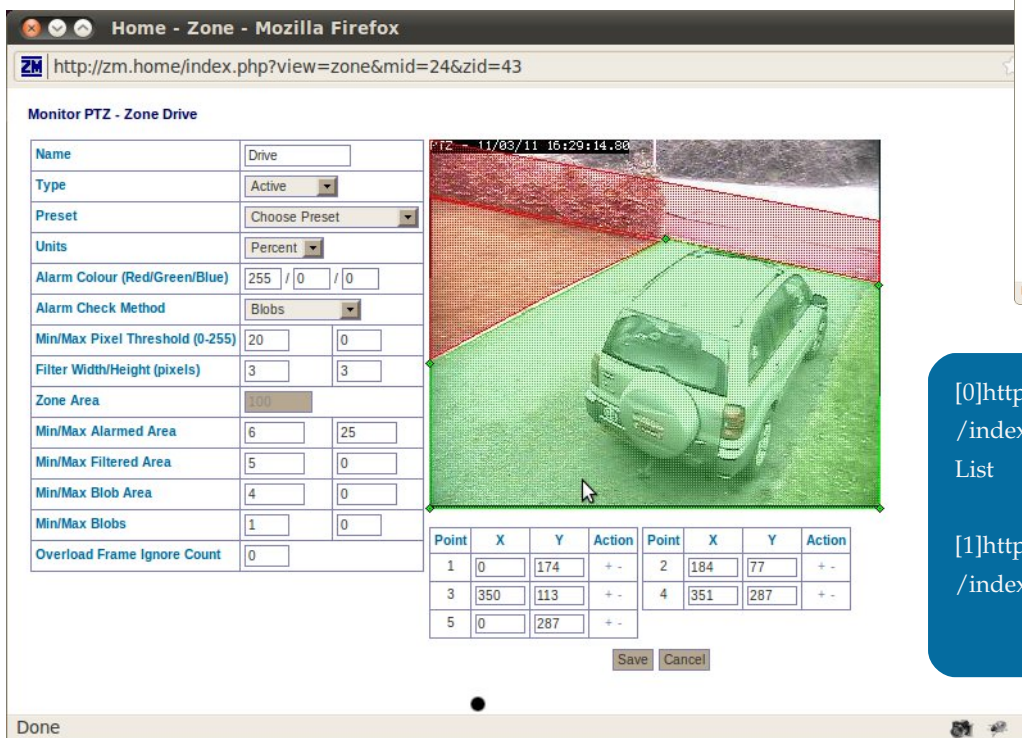 Home - Zone - Mozilla Firefox
ZM http://zm.home/index.php?view=zone&mid=24&zid=43
Monitor PTZ - Zone Drive
Name Drive
Type Active
Preset Choose Preset
Units Percent
Alarm Colour (Red/Green/Blue) 255 / 0 / 0
Alarm Check Method Blobs
Min/Max Pixel Threshold (0-255) 20 0
Filter Width/Height (pixels) 3 3
Zone Area 100
Min/Max Alarmed Area 6 25
Min/Max Filtered Area 5 0
Min/Max Blob Area 4 0
Min/Max Blobs 1 0
Overload Frame Ignore Count 0
PTZ - 11/03/11 16:29:14.80
Point X Y Action Point X Y Action
1 0 174 + - 2 184 77 + -
3 350 113 + - 4 351 287 + -
5 0 287 + -
Save Cancel
Done
[0]http
/index
List
[1]http
/index